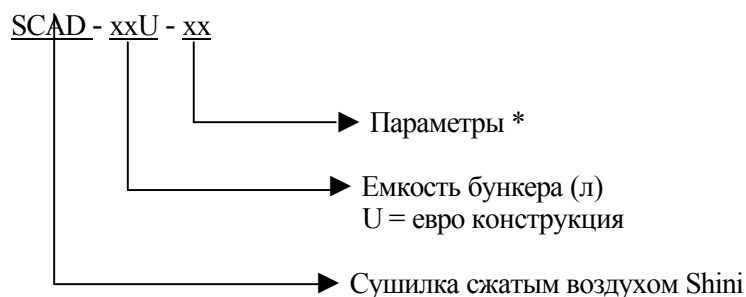 SCAD - xxU - xx
Параметры *
Емкость бункера (л)
U = евро конструкция
Сушилка сжатым воздухом Shini